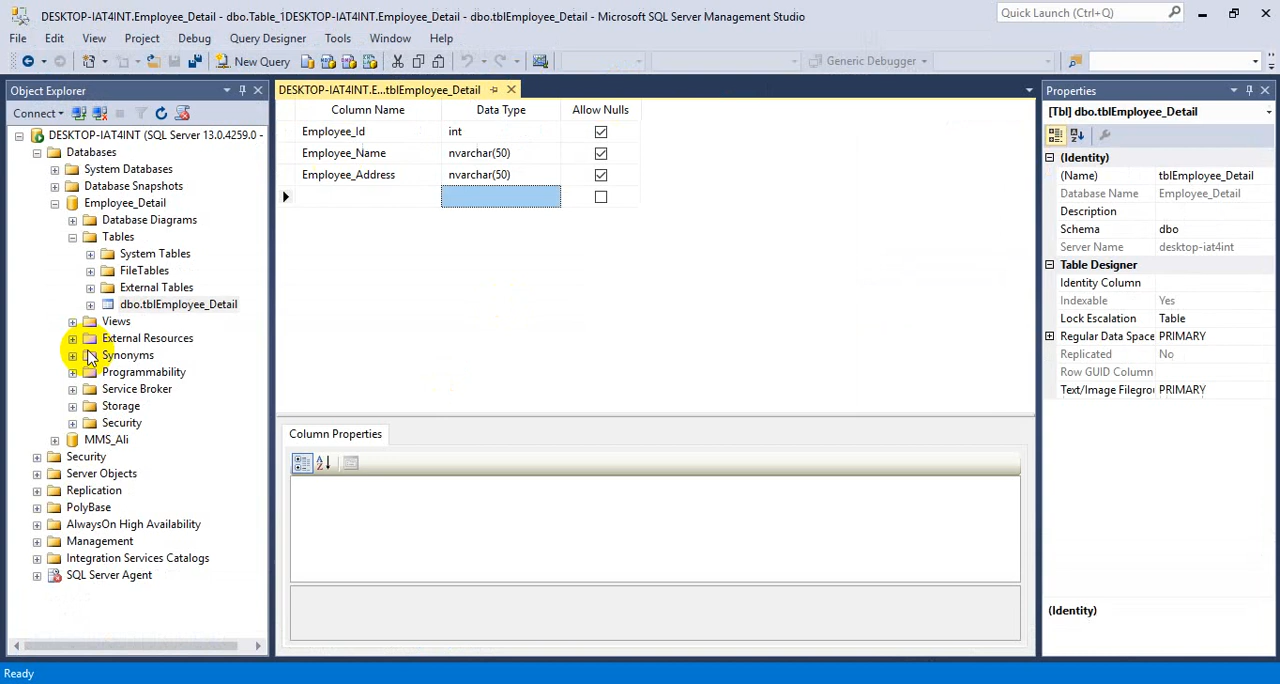 DESKTOP-IAT4INT.Employee_Detail - dbo.Table_1DESKTOP-IAT4INT.Employee_Detail - dbo.tblEmployee_Detail - Microsoft SQL Server Management Studio
Quick Launch (Ctrl+Q)
File Edit View Project Debug Query Designer Tools Window Help
New Query
Generic Debugger
Object Explorer
Connect
DESKTOP-IAT4INT (SQL Server 13.0.4259.0 -
Databases
System Databases
Database Snapshots
Employee_Detail
Database Diagrams
Tables
System Tables
FileTables
External Tables
dbo.tblEmployee_Detail
Views
External Resources
Synonyms
Programmability
Service Broker
Storage
Security
MMS_Ali
Security
Server Objects
Replication
PolyBase
AlwaysOn High Availability
Management
Integration Services Catalogs
SQL Server Agent
DESKTOP-IAT4INT.E...tblEmployee_Detail
Column Name Data Type Allow Nulls
Employee_Id int
Employee_Name nvarchar(50)
Employee_Address nvarchar(50)
Column Properties
Properties
[Tbl] dbo.tblEmployee_Detail
(Identity)
(Name) tblEmployee_Detail
Database Name Employee_Detail
Description
Schema dbo
Server Name desktop-iat4int
Table Designer
Identity Column
Indexable Yes
Lock Escalation Table
Regular Data Space PRIMARY
Replicated No
Row GUID Column
Text/Image Filegro PRIMARY
(Identity)
Ready